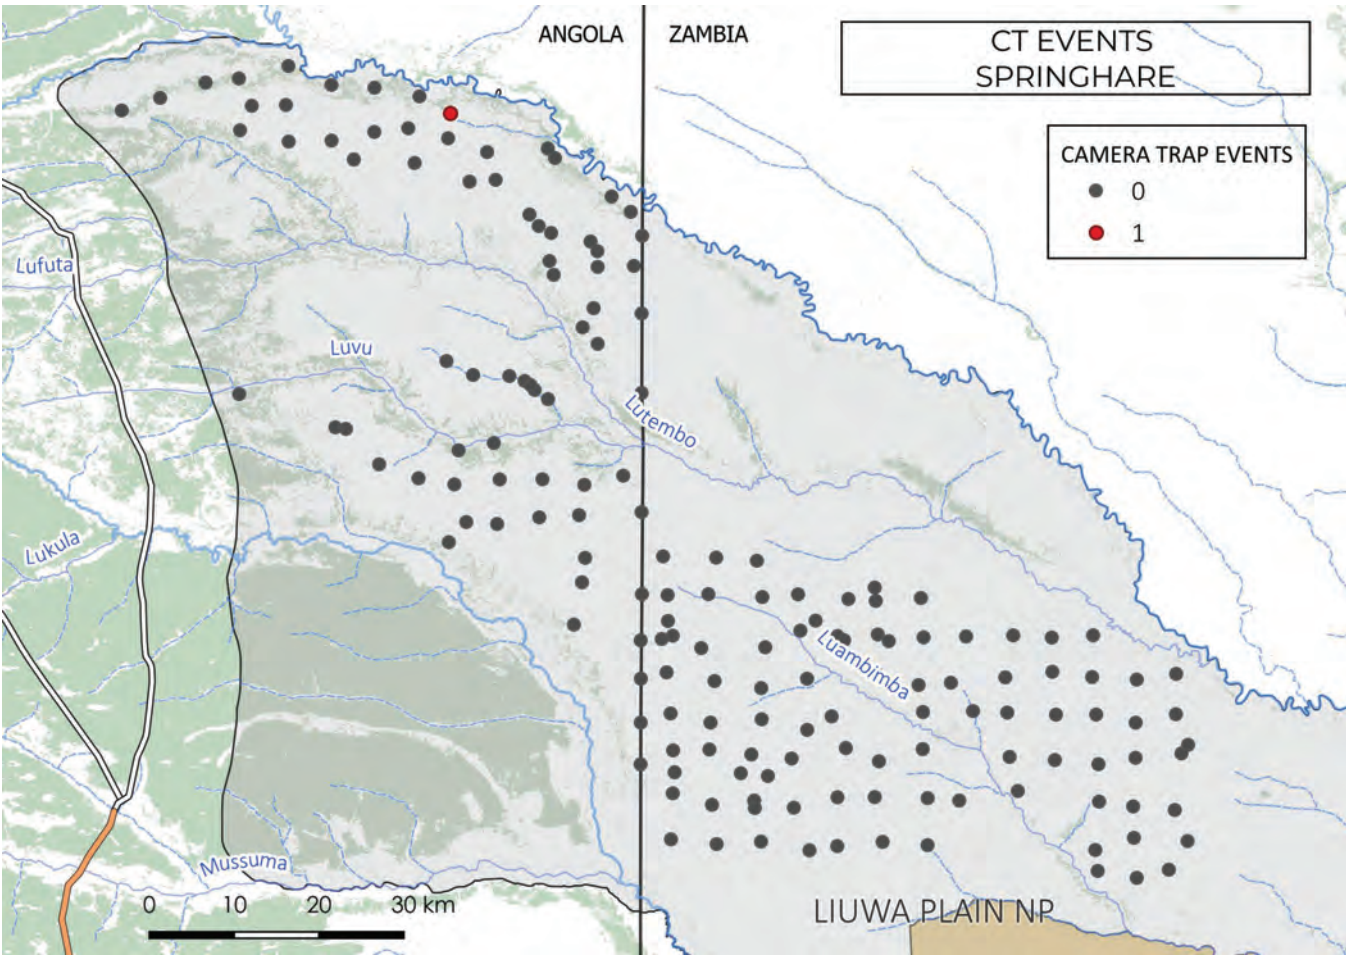 ANGOLA
ZAMBIA
CT EVENTS
SPRINGHARE
CAMERA TRAP EVENTS
0
1
Lufuta
Luvu
Lutembo
Lukula
Luambimba
Mussuma
0 10 20 30 km
LIUWA PLAIN NP